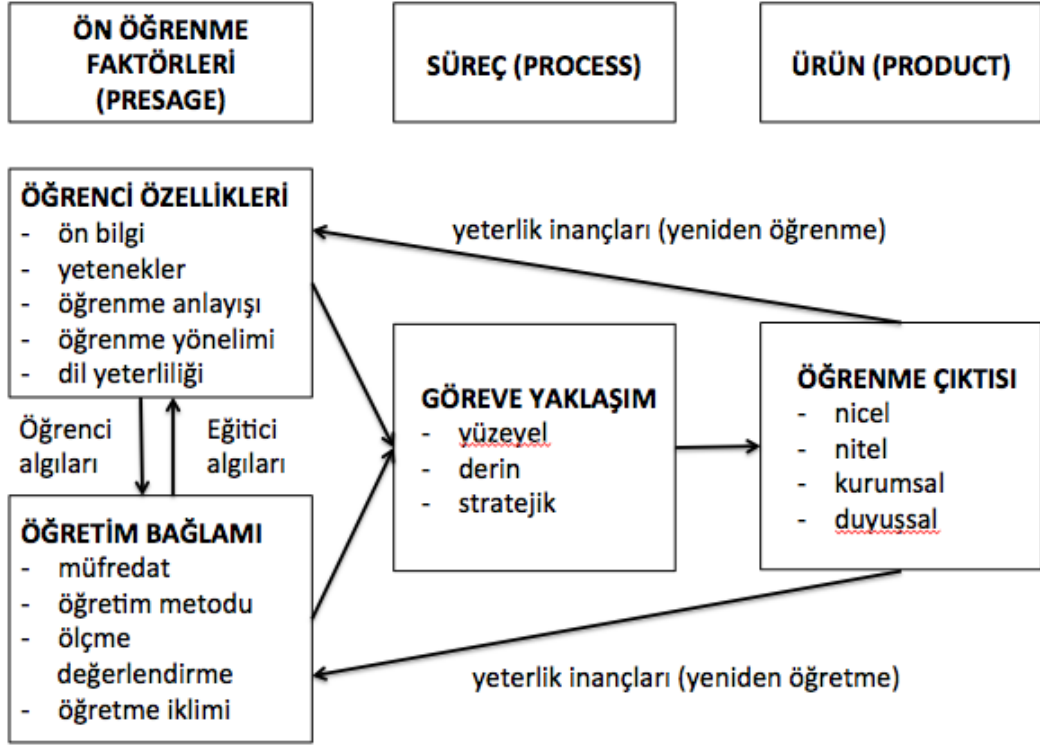 ÖN ÖĞRENME
FAKTÖRLERİ
(PRESAGE)
SÜREÇ (PROCESS)
ÜRÜN (PRODUCT)
ÖĞRENCİ ÖZELLİKLERİ
- ön bilgi
- yetenekler
- öğrenme anlayışı
- öğrenme yönelimi
- dil yeterliliği
yeterlik inançları (yeniden öğrenme)
Öğrenci
algıları
Eğitici
algıları
GÖREVE YAKLAŞIM
- yüzeyel
- derin
- stratejik
ÖĞRENME ÇIKTISI
- nicel
- nitel
- kurumsal
- duyuşsal
ÖĞRETİM BAĞLAMI
- müfredat
- öğretim metodu
- ölçme
değerlendirme
- öğretme iklimi
yeterlik inançları (yeniden öğretme)